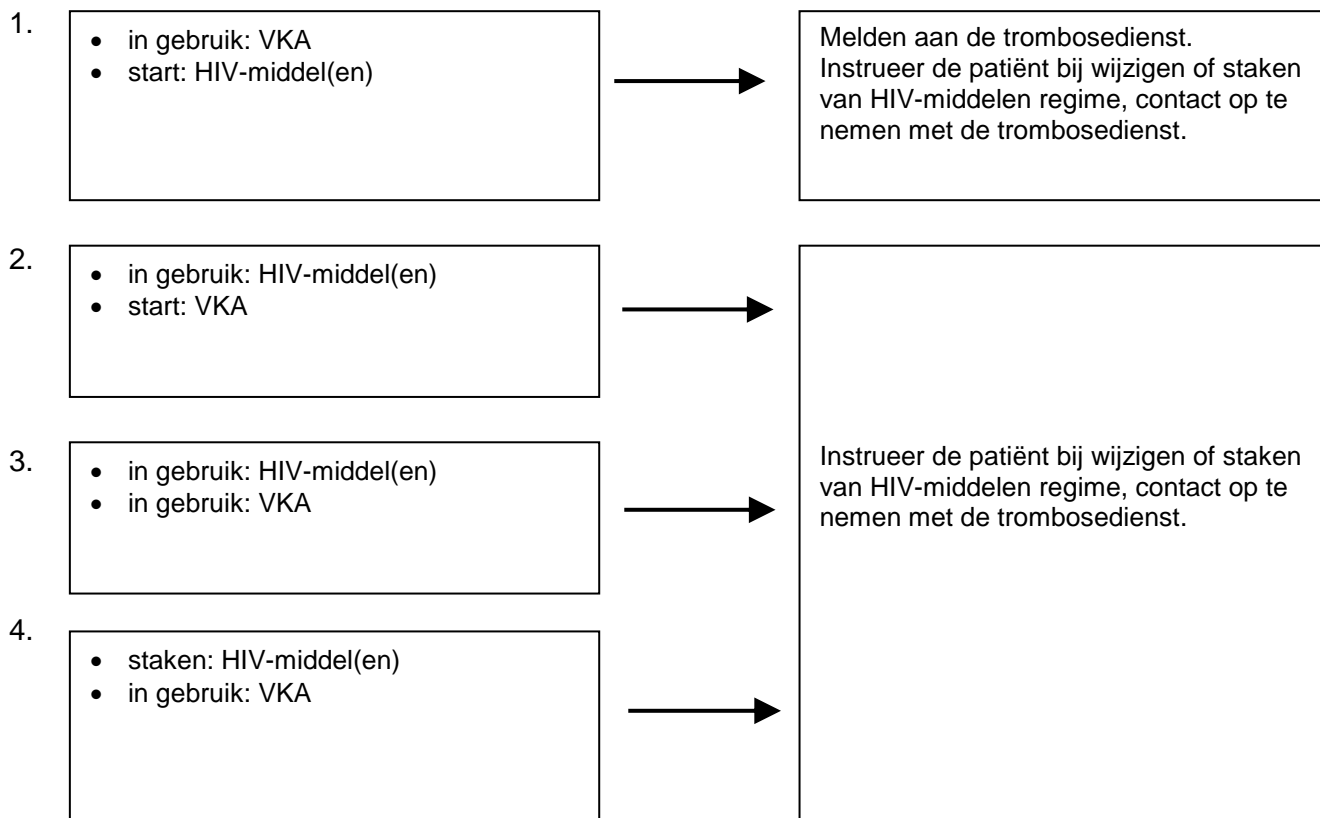 1.
• in gebruik: VKA
• start: HIV-middel(en)
Melden aan de trombosedienst.
Instrueer de patiënt bij wijzigen of staken
van HIV-middelen regime, contact op te
nemen met de trombosedienst.
2.
• in gebruik: HIV-middel(en)
• start: VKA
3.
• in gebruik: HIV-middel(en)
• in gebruik: VKA
Instrueer de patiënt bij wijzigen of staken
van HIV-middelen regime, contact op te
nemen met de trombosedienst.
4.
• staken: HIV-middel(en)
• in gebruik: VKA